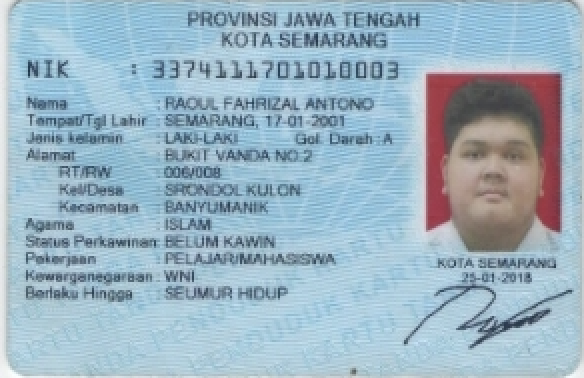 PROVINSI JAWA TENGAH
KOTA SEMARANG
NIK : 3374111701010003
Nama : RAOUL FAHRIZAL ANTONO
Tempat/Tgl Lahir : SEMARANG, 17-01-2001
Jenis kelamin : LAKI-LAKI Gol. Darah : A
Alamat : BUKIT VANDA NO.2
RT/RW : 006/008
Kel/Desa : SRONDOL KULON
Kecamatan : BANYUMANIK
Agama : ISLAM
Status Perkawinan: BELUM KAWIN
Pekerjaan : PELAJAR/MAHASISWA
Kewarganegaraan: WNI
Berlaku Hingga : SEUMUR HIDUP
KOTA SEMARANG
25-01-2018